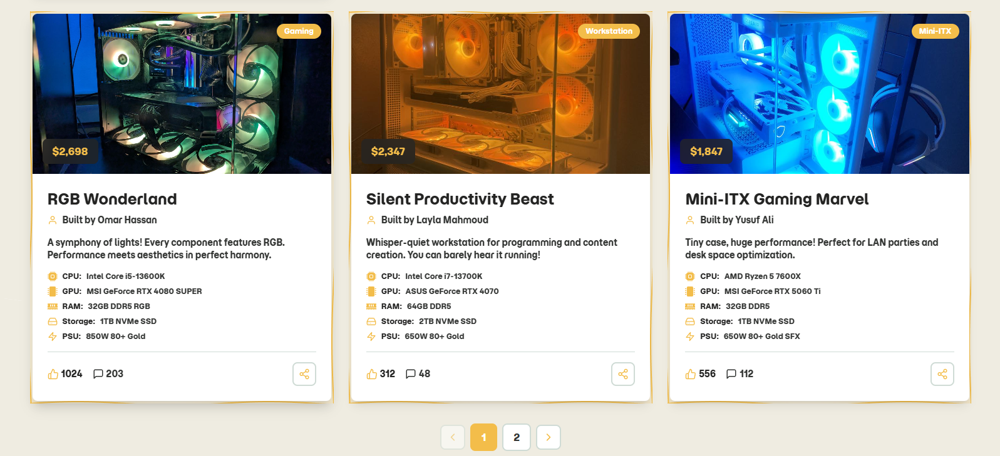 Gaming
$2,698
RGB Wonderland
Built by Omar Hassan
A symphony of lights! Every component features RGB.
Performance meets aesthetics in perfect harmony.
CPU: Intel Core i5-13600K
GPU: MSI GeForce RTX 4080 SUPER
RAM: 32GB DDR5 RGB
Storage: 1TB NVMe SSD
PSU: 850W 80+ Gold
1024 203
Workstation
$2,347
Silent Productivity Beast
Built by Layla Mahmoud
Whisper-quiet workstation for programming and content
creation. You can barely hear it running!
CPU: Intel Core i7-13700K
GPU: ASUS GeForce RTX 4070
RAM: 64GB DDR5
Storage: 2TB NVMe SSD
PSU: 650W 80+ Gold
312 48
Mini-ITX
$1,847
Mini-ITX Gaming Marvel
Built by Yusuf Ali
Tiny case, huge performance! Perfect for LAN parties and
desk space optimization.
CPU: AMD Ryzen 5 7600X
GPU: MSI GeForce RTX 5060 Ti
RAM: 32GB DDR5
Storage: 1TB NVMe SSD
PSU: 650W 80+ Gold SFX
556 112
1 2